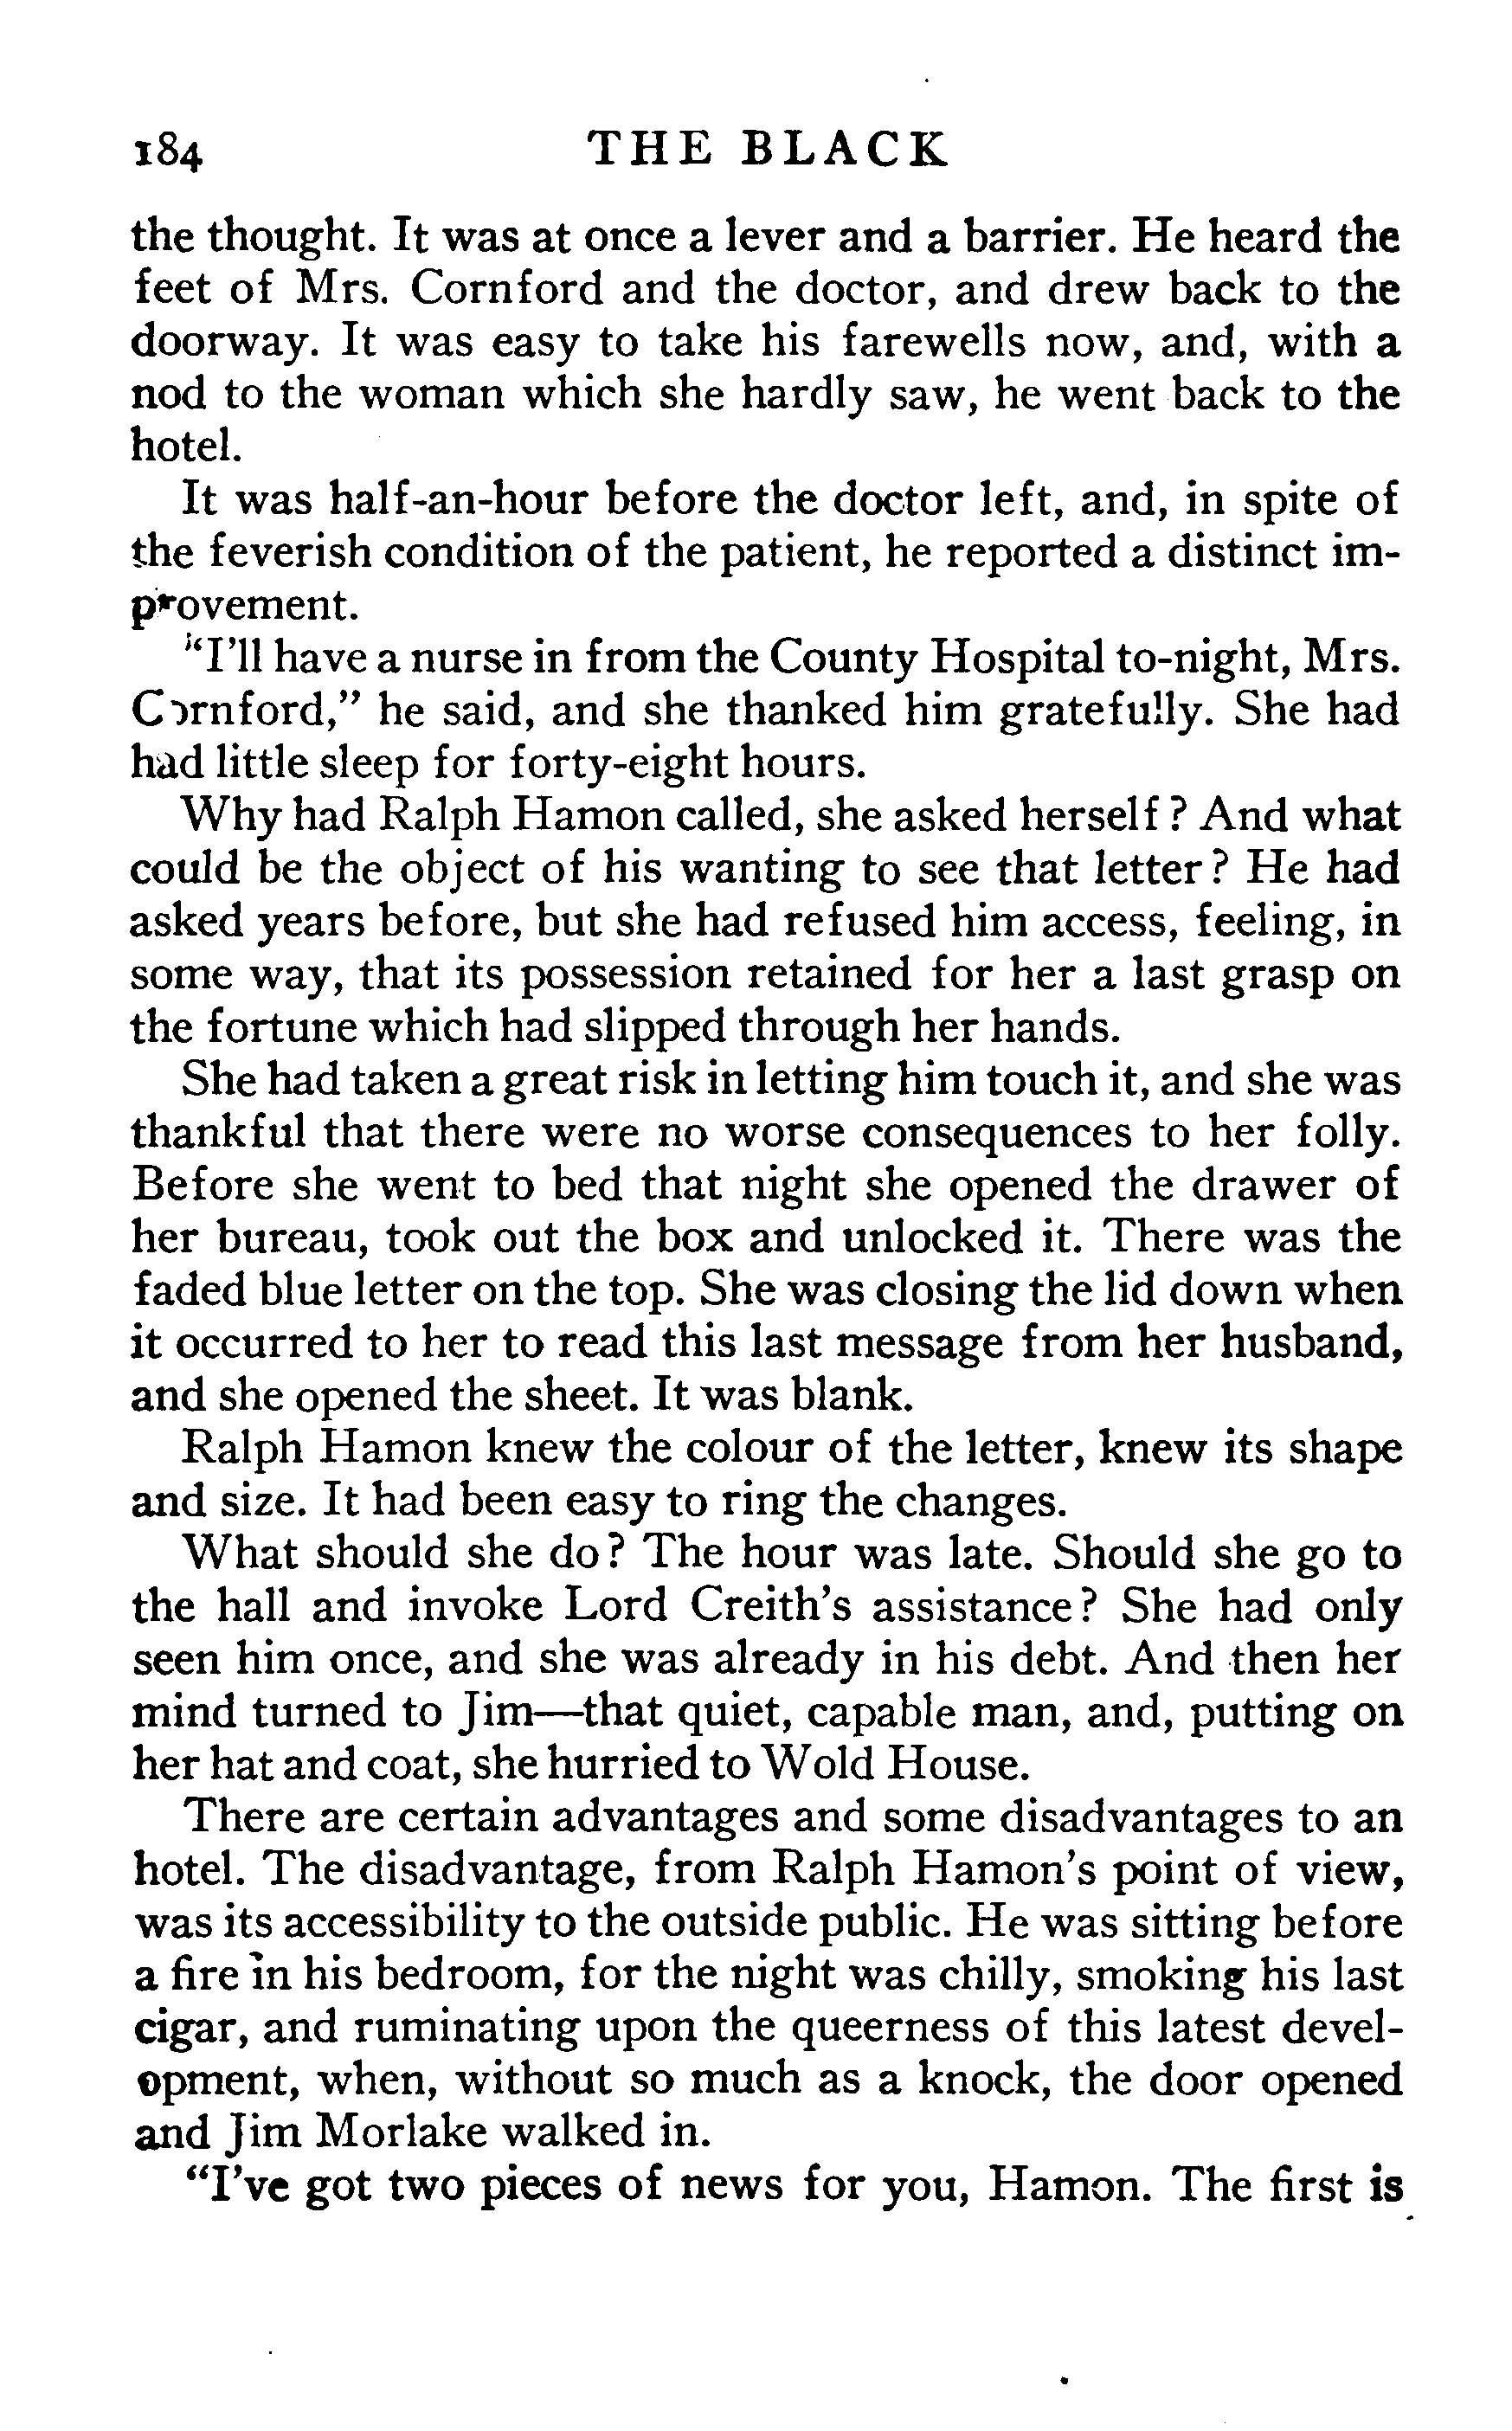 184 THE BLACK
the thought. It was at once a lever and a barrier. He heard the
feet of Mrs. Cornford and the doctor, and drew back to the
doorway. It was easy to take his farewells now, and, with a
nod to the woman which she hardly saw, he went back to the
hotel.
It was half-an-hour before the doctor left, and, in spite of
the feverish condition of the patient, he reported a distinct im-
provement.
"I'll have a nurse in from the County Hospital to-night, Mrs.
Cornford," he said, and she thanked him gratefully. She had
had little sleep for forty-eight hours.
Why had Ralph Hamon called, she asked herself? And what
could be the object of his wanting to see that letter? He had
asked years before, but she had refused him access, feeling, in
some way, that its possession retained for her a last grasp on
the fortune which had slipped through her hands.
She had taken a great risk in letting him touch it, and she was
thankful that there were no worse consequences to her folly.
Before she went to bed that night she opened the drawer of
her bureau, took out the box and unlocked it. There was the
faded blue letter on the top. She was closing the lid down when
it occurred to her to read this last message from her husband,
and she opened the sheet. It was blank.
Ralph Hamon knew the colour of the letter, knew its shape
and size. It had been easy to ring the changes.
What should she do? The hour was late. Should she go to
the hall and invoke Lord Creith's assistance? She had only
seen him once, and she was already in his debt. And then her
mind turned to Jim—that quiet, capable man, and, putting on
her hat and coat, she hurried to Wold House.
There are certain advantages and some disadvantages to an
hotel. The disadvantage, from Ralph Hamon's point of view,
was its accessibility to the outside public. He was sitting before
a fire in his bedroom, for the night was chilly, smoking his last
cigar, and ruminating upon the queerness of this latest devel-
opment, when, without so much as a knock, the door opened
and Jim Morlake walked in.
"I've got two pieces of news for you, Hamon. The first is